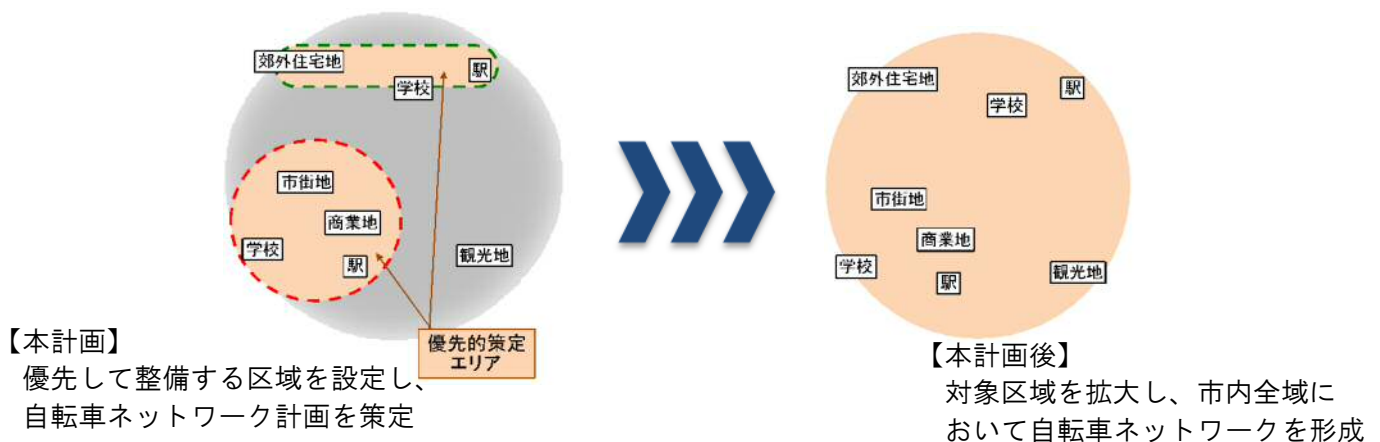 郊外住宅地
駅
学校
市街地
商業地
学校
駅
観光地
優先的策定
エリア
【本計画】
優先して整備する区域を設定し、
自転車ネットワーク計画を策定
郊外住宅地
駅
学校
市街地
商業地
学校
駅
観光地
【本計画後】
対象区域を拡大し、市内全域に
おいて自転車ネットワークを形成